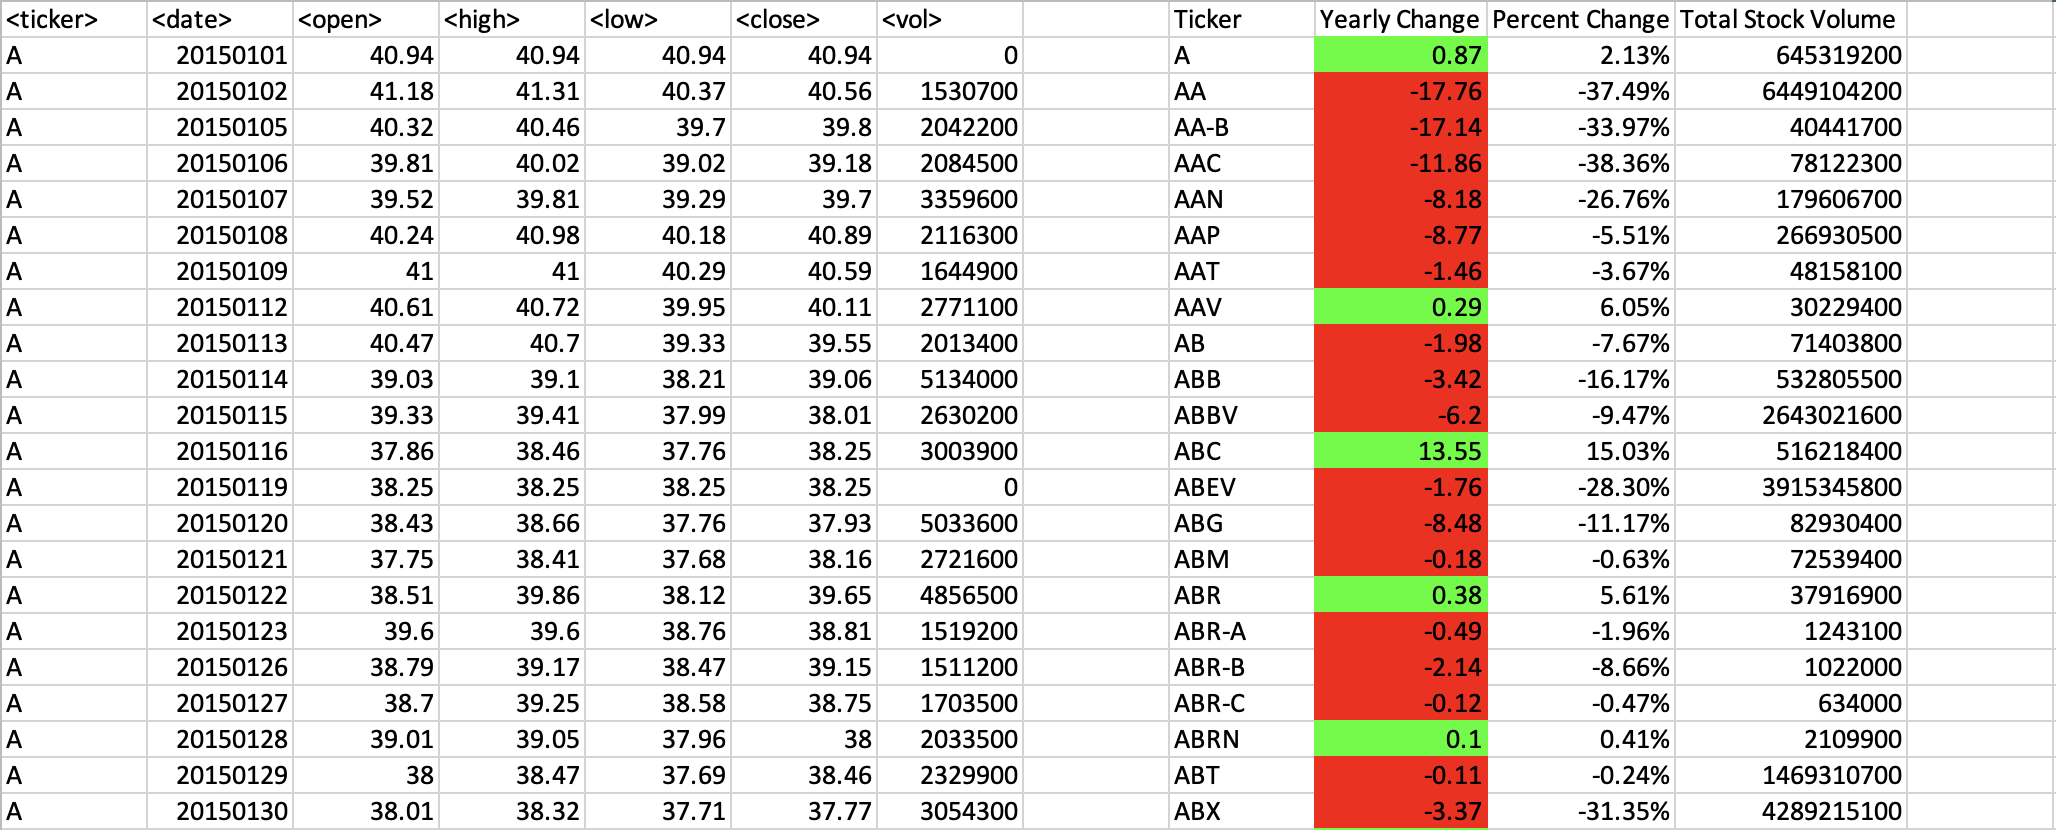 <ticker> <date> <open> <high> <low> <close> <vol> Ticker Yearly Change Percent Change Total Stock Volume
A 20150101 40.94 40.94 40.94 40.94 0 A 0.87 2.13% 645319200
A 20150102 41.18 41.31 40.37 40.56 1530700 AA -17.76 -37.49% 6449104200
A 20150105 40.32 40.46 39.7 39.8 2042200 AA-B -17.14 -33.97% 40441700
A 20150106 39.81 40.02 39.02 39.18 2084500 AAC -11.86 -38.36% 78122300
A 20150107 39.52 39.81 39.29 39.7 3359600 AAN -8.18 -26.76% 179606700
A 20150108 40.24 40.98 40.18 40.89 2116300 AAP -8.77 -5.51% 266930500
A 20150109 41 41 40.29 40.59 1644900 AAT -1.46 -3.67% 48158100
A 20150112 40.61 40.72 39.95 40.11 2771100 AAV 0.29 6.05% 30229400
A 20150113 40.47 40.7 39.33 39.55 2013400 AB -1.98 -7.67% 71403800
A 20150114 39.03 39.1 38.21 39.06 5134000 ABB -3.42 -16.17% 532805500
A 20150115 39.33 39.41 37.99 38.01 2630200 ABBV -6.2 -9.47% 2643021600
A 20150116 37.86 38.46 37.76 38.25 3003900 ABC 13.55 15.03% 516218400
A 20150119 38.25 38.25 38.25 38.25 0 ABEV -1.76 -28.30% 3915345800
A 20150120 38.43 38.66 37.76 37.93 5033600 ABG -8.48 -11.17% 82930400
A 20150121 37.75 38.41 37.68 38.16 2721600 ABM -0.18 -0.63% 72539400
A 20150122 38.51 39.86 38.12 39.65 4856500 ABR 0.38 5.61% 37916900
A 20150123 39.6 39.6 38.76 38.81 1519200 ABR-A -0.49 -1.96% 1243100
A 20150126 38.79 39.17 38.47 39.15 1511200 ABR-B -2.14 -8.66% 1022000
A 20150127 38.7 39.25 38.58 38.75 1703500 ABR-C -0.12 -0.47% 634000
A 20150128 39.01 39.05 37.96 38 2033500 ABRN 0.1 0.41% 2109900
A 20150129 38 38.47 37.69 38.46 2329900 ABT -0.11 -0.24% 1469310700
A 20150130 38.01 38.32 37.71 37.77 3054300 ABX -3.37 -31.35% 4289215100